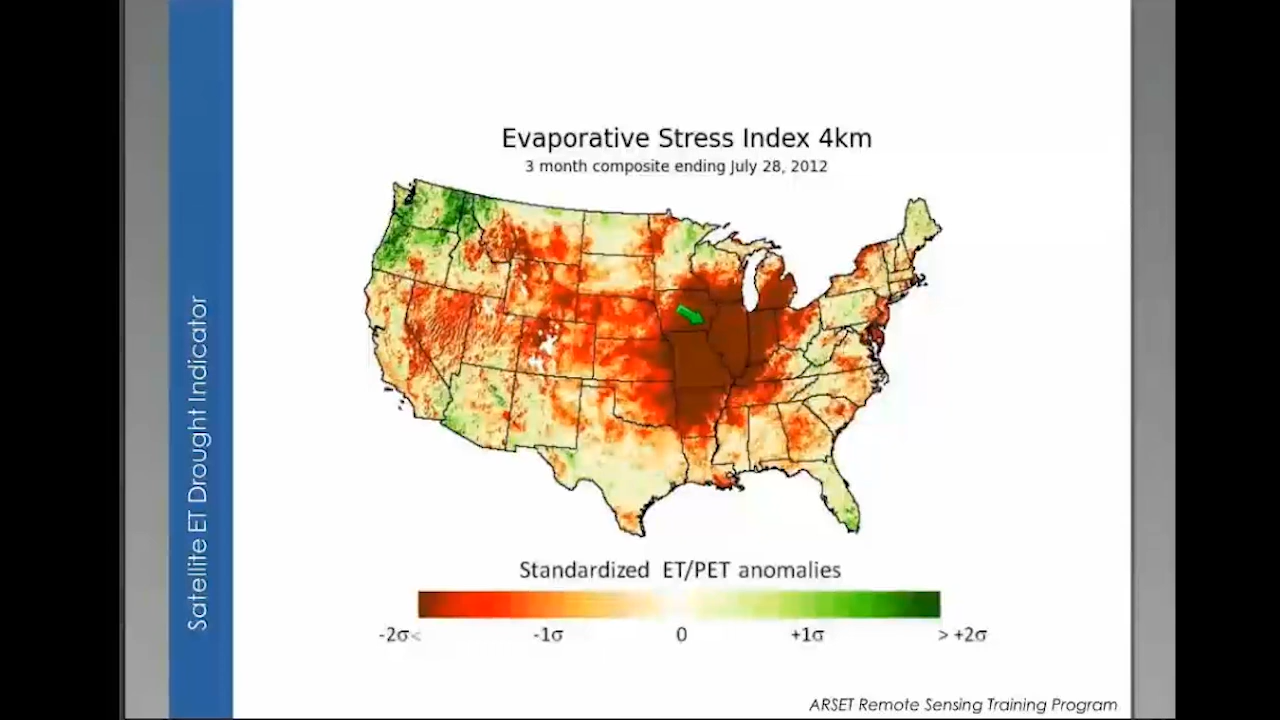 Satellite ET Drought Indicator
Evaporative Stress Index 4km
3 month composite ending July 28, 2012
Standardized ET/PET anomalies
-2σ< -1σ 0 +1σ > +2σ
ARSET Remote Sensing Training Program